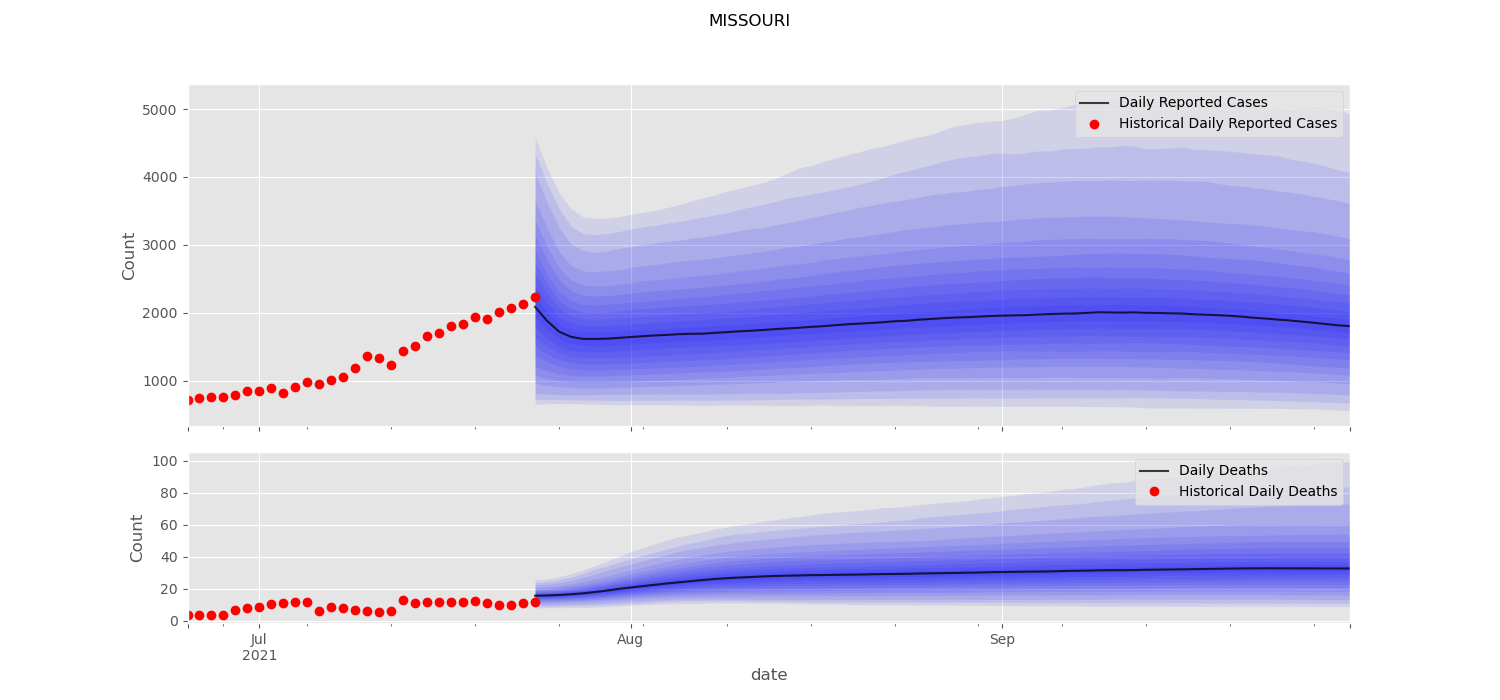 MISSOURI
5000
4000
3000
2000
1000
Count
Daily Reported Cases
Historical Daily Reported Cases
100
80
60
40
20
0
Count
Daily Deaths
Historical Daily Deaths
Jul
2021
Aug
Sep
date